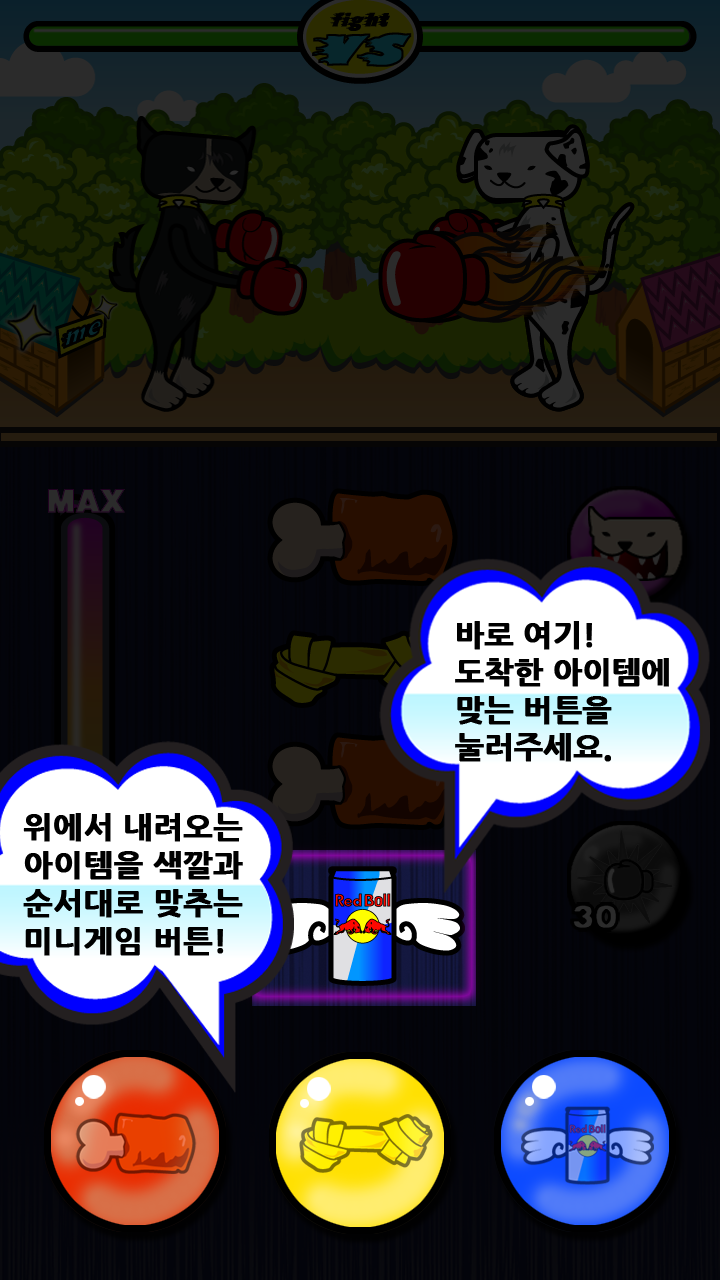 fight
VS
me
MAX
바로 여기!
도착한 아이템에
맞는 버튼을
눌러주세요.
위에서 내려오는
아이템을 색깔과
순서대로 맞추는
미니게임 버튼!
Red Boll
30
Red Boll